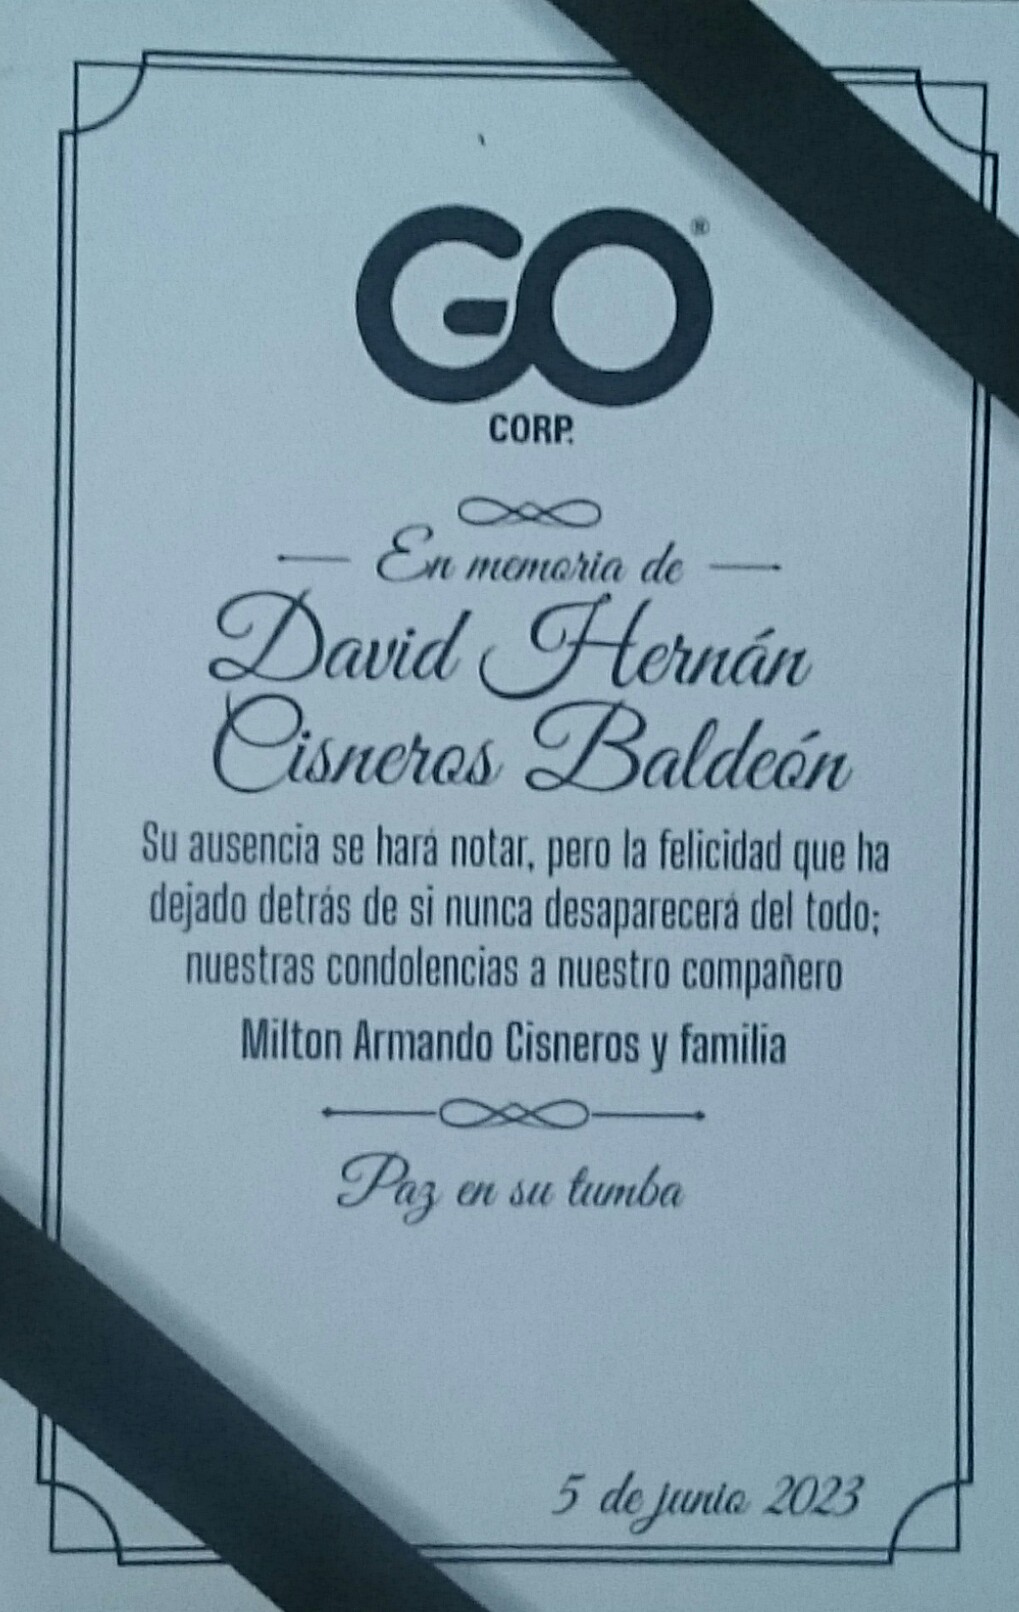 GO®
CORP.
En memoria de
David Hernán
Cisneros Baldeón
Su ausencia se hará notar, pero la felicidad que ha
dejado detrás de si nunca desaparecerá del todo;
nuestras condolencias a nuestro compañero
Milton Armando Cisneros y familia
Paz en su tumba
5 de junio 2023